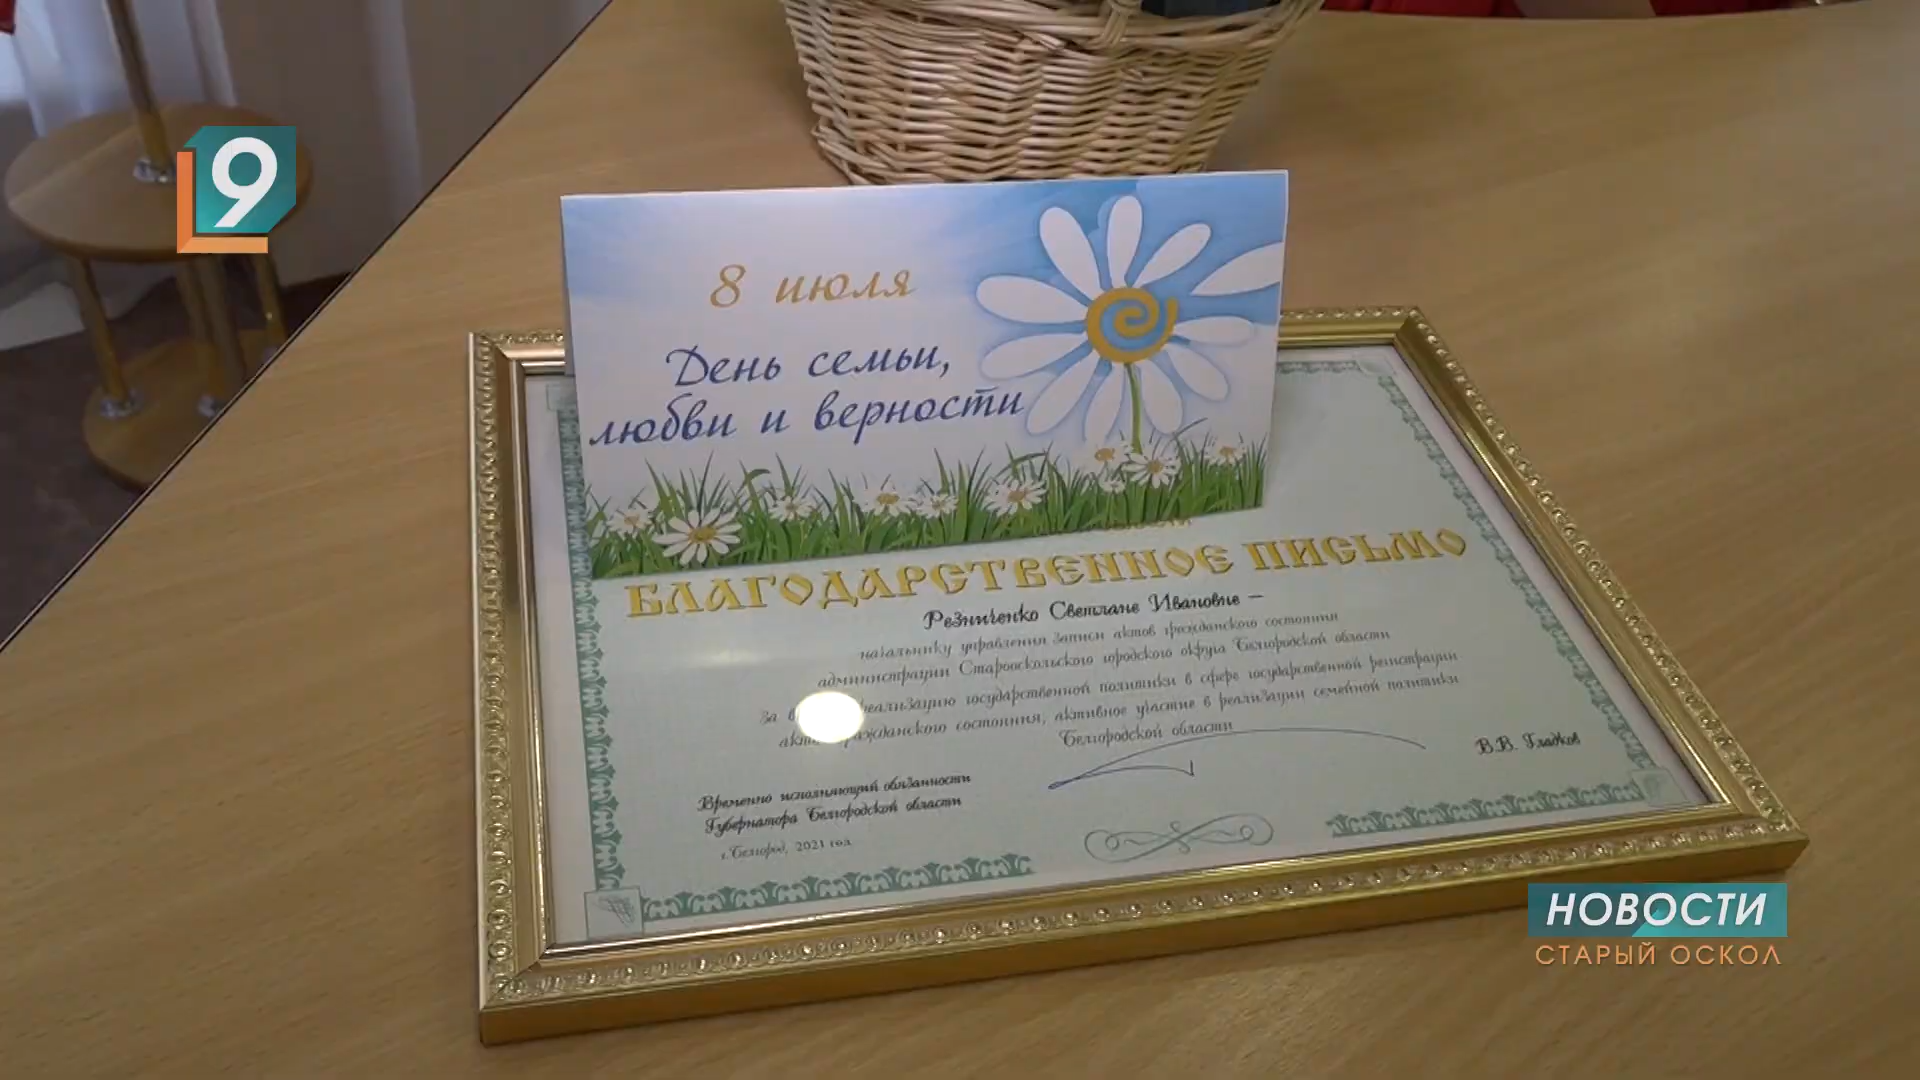 9
8 июля
День семьи,
любви и верности
БЛАГОДАРСТВЕННОЕ ПИСЬМО
Резниченко Светлане Ивановне –
начальнику управления записи актов гражданского состояния
администрации Старооскольского городского округа Белгородской области
за реализацию государственной политики в сфере государственной регистрации
гражданского состояния, активное участие в реализации семейной политики
Белгородской области
Временно исполняющий обязанности
Губернатора Белгородской области
В.В. Гладков
г.Белгород, 2021 год
НОВОСТИ
СТАРЫЙ ОСКОЛ